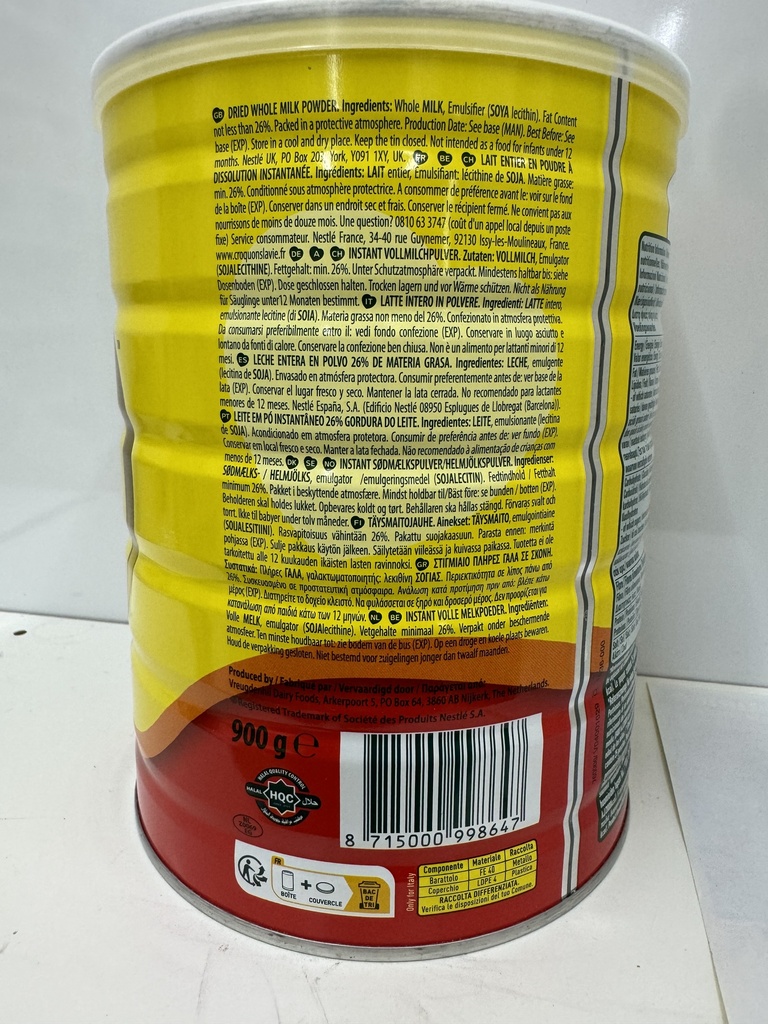 GB DRIED WHOLE MILK POWDER. Ingredients: Whole MILK, Emulsifier (SOYA lecithin). Fat Content
not less than 26%. Packed in a protective atmosphere. Production Date: See base (MAN). Best Before: See
base (EXP). Store in a cool and dry place. Keep the tin closed. Not intended as a food for infants under 12
months. Nestlé UK, PO Box 203, York, YO91 1XY, UK. FR BE CH LAIT ENTIER EN POUDRE À
DISSOLUTION INSTANTANÉE. Ingrédients: LAIT entier, Émulsifiant: lécithine de SOJA. Matière grasse:
min. 26%. Conditionné sous atmosphère protectrice. A consommer de préférence avant le: voir sur le fond
de la boîte (EXP). Conserver dans un endroit sec et frais. Conserver le récipient fermé. Ne convient pas aux
nourrissons de moins de douze mois. Une question? 0810 63 3747 (coût d'un appel local depuis un poste
fixe) Service consommateur. Nestlé France, 34-40 rue Guynemer, 92130 Issy-les-Moulineaux, France.
www.croquonslavie.fr DE A CH INSTANT VOLLMILCHPULVER. Zutaten: VOLLMILCH, Emulgator
(SOJALECITHINE). Fettgehalt: min. 26%. Unter Schutzatmosphäre verpackt. Mindestens haltbar bis: siehe
Dosenboden (EXP). Dose geschlossen halten. Trocken lagern und vor Wärme schützen. Nicht als Nahrung
für Säuglinge unter12 Monaten bestimmt. IT LATTE INTERO IN POLVERE. Ingredienti: LATTE intero,
emulsionante lecitine (di SOIA). Materia grassa non meno del 26%. Confezionato in atmosfera protettiva.
Da consumarsi preferibilmente entro il: vedi fondo confezione (EXP). Conservare in luogo asciutto e
lontano da fonti di calore. Conservare la confezione ben chiusa. Non è un alimento per lattanti minori di 12
mesi. ES LECHE ENTERA EN POLVO 26% DE MATERIA GRASA. Ingredientes: LECHE, emulgente
(lecitina de SOJA). Envasado en atmósfera protectora. Consumir preferentemente antes de: ver base de la
lata (EXP). Conservar el lugar fresco y seco. Mantener la lata cerrada. No recomendado para lactantes
menores de 12 meses. Nestlé España, S.A. (Edificio Nestlé 08950 Esplugues de Llobregat (Barcelona)).
PT LEITE EM PÓ INSTANTÂNEO 26% GORDURA DO LEITE. Ingredientes: LEITE, emulsionante (lecitina
de SOJA). Acondicionado em atmosfera protetora. Consumir de preferência antes de: ver fundo (EXP).
Conservar em local fresco e seco. Manter a lata fechada. Não recomendado à alimentação de crianças com
menos de 12 meses. DK SE NO INSTANT SØDMÆLKSPULVER/HELMJÖLKSPULVER. Ingredienser:
SØDMÆLKS- / HELMJÖLKS, emulgator /emulgeringsmedel (SOJALECITIN). Fedtindhold / Fetthalt.
minimum 26%. Pakket i beskyttende atmosfære. Mindst holdbar til/Bäst före: se bunden / botten (EXP).
Beholderen skal holdes lukket. Opbevares koldt og tørt. Behållaren ska hållas stängd. Förvaras svalt och
torrt. Ikke til babyer under tolv måneder. FI TÄYSMAITOJAUHE. Ainekset: TÄYSMAITO, emulgointiaine
(SOIJALESITIINI). Rasvapitoisuus vähintään 26%. Pakattu suojakaasuun. Parasta ennen: merkintä
pohjassa (EXP). Sulje pakkaus käytön jälkeen. Säilytetään viileässä ja kuivassa paikassa. Tuotetta ei ole
tarkoitettu alle 12 kuukauden ikäisten lasten ravinnoksi. GR ΣΤΙΓΜΙΑΙΟ ΠΛΗΡΕΣ ΓΑΛΑ ΣΕ ΣΚΟΝΗ.
Συστατικά: Πλήρες ΓΑΛΑ, γαλακτωματοποιητής: λεκιθίνη ΣΟΓΙΑΣ. Περιεκτικότητα σε λίπος πάνω από
26%. Συσκευασμένο σε προστατευτική ατμόσφαιρα. Ανάλωση κατά προτίμηση πριν από: βλέπε κάτω
μέρος (EXP). Διατηρείτε το δοχείο κλειστό. Να φυλάσσεται σε ξηρό και δροσερό μέρος. Δεν προορίζεται για
κατανάλωση από παιδιά κάτω των 12 μηνών. NL BE INSTANT VOLLE MELKPOEDER. Ingrediënten:
Volle MELK, emulgator (SOJAlecithine). Vetgehalte minimaal 26%. Verpakt onder beschermende
atmosfeer. Ten minste houdbaar tot: zie bodem van de bus (EXP). Op een droge en koele plaats bewaren.
Houd de verpakking gesloten. Niet bestemd voor zuigelingen jonger dan twaalf maanden.
Produced by / Fabriqué par / Vervaardigd door / Παράγεται από:
Vreugdenhil Dairy Foods, Arkerpoort 5, PO Box 64, 3860 AB Nijkerk, The Netherlands.
Registered Trademark of Société des Produits Nestlé S.A.
900 g e
HALAL QUALITY CONTROL
HALAL HQC حلال
8 715000 998647
FR
BOÎTE + COUVERCLE
BAC DE TRI
Only for Italy
Componente Materiale Raccolta
Barattolo FE 40 Metallo
Coperchio LDPE 4 Plastica
RACCOLTA DIFFERENZIATA.
Verifica le disposizioni del tuo Comune.